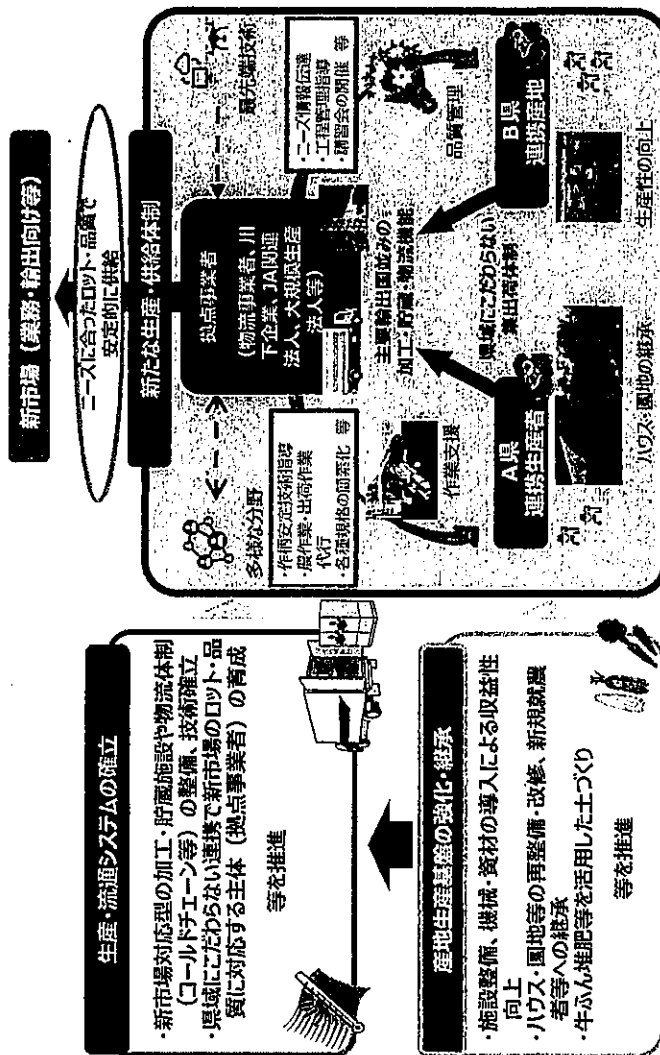 生産・流通システムの確立
・新市場対応型の加工・貯蔵施設や物流体制
(コールドチェーン等)の整備、技術確立
・県域にこだわらない連携で新市場のロット・品
質に対応する主体(拠点事業者)の育成
等を推進
産地生産基盤の強化・継承
・施設整備、機械・資材の導入による収益性
向上
・ハウス・園地等の再整備・改修、新規就農
者等への継承
・牛ふん堆肥等を活用した土づくり
等を推進
新市場(業務・輸出向け等)
ニーズに合ったロット・品質で
安定的に供給
新たな生産・供給体制
多様な分野
拠点事業者
(物流事業者、川
下企業、JA関連
法人、大規模生産
法人等)
最先端技術
・作柄安定技術指導
・農作業・出荷作業
代行
・各種規格の簡素化 等
・ニーズ情報伝達
・工程管理指導
・講習会の開催 等
主要輸出国並みの
加工・貯蔵・物流機能
作業支援
品質管理
県域にこだわらない
集出荷体制
A県
連携生産者
B県
連携産地
ハウス・園地の継承
生産性の向上